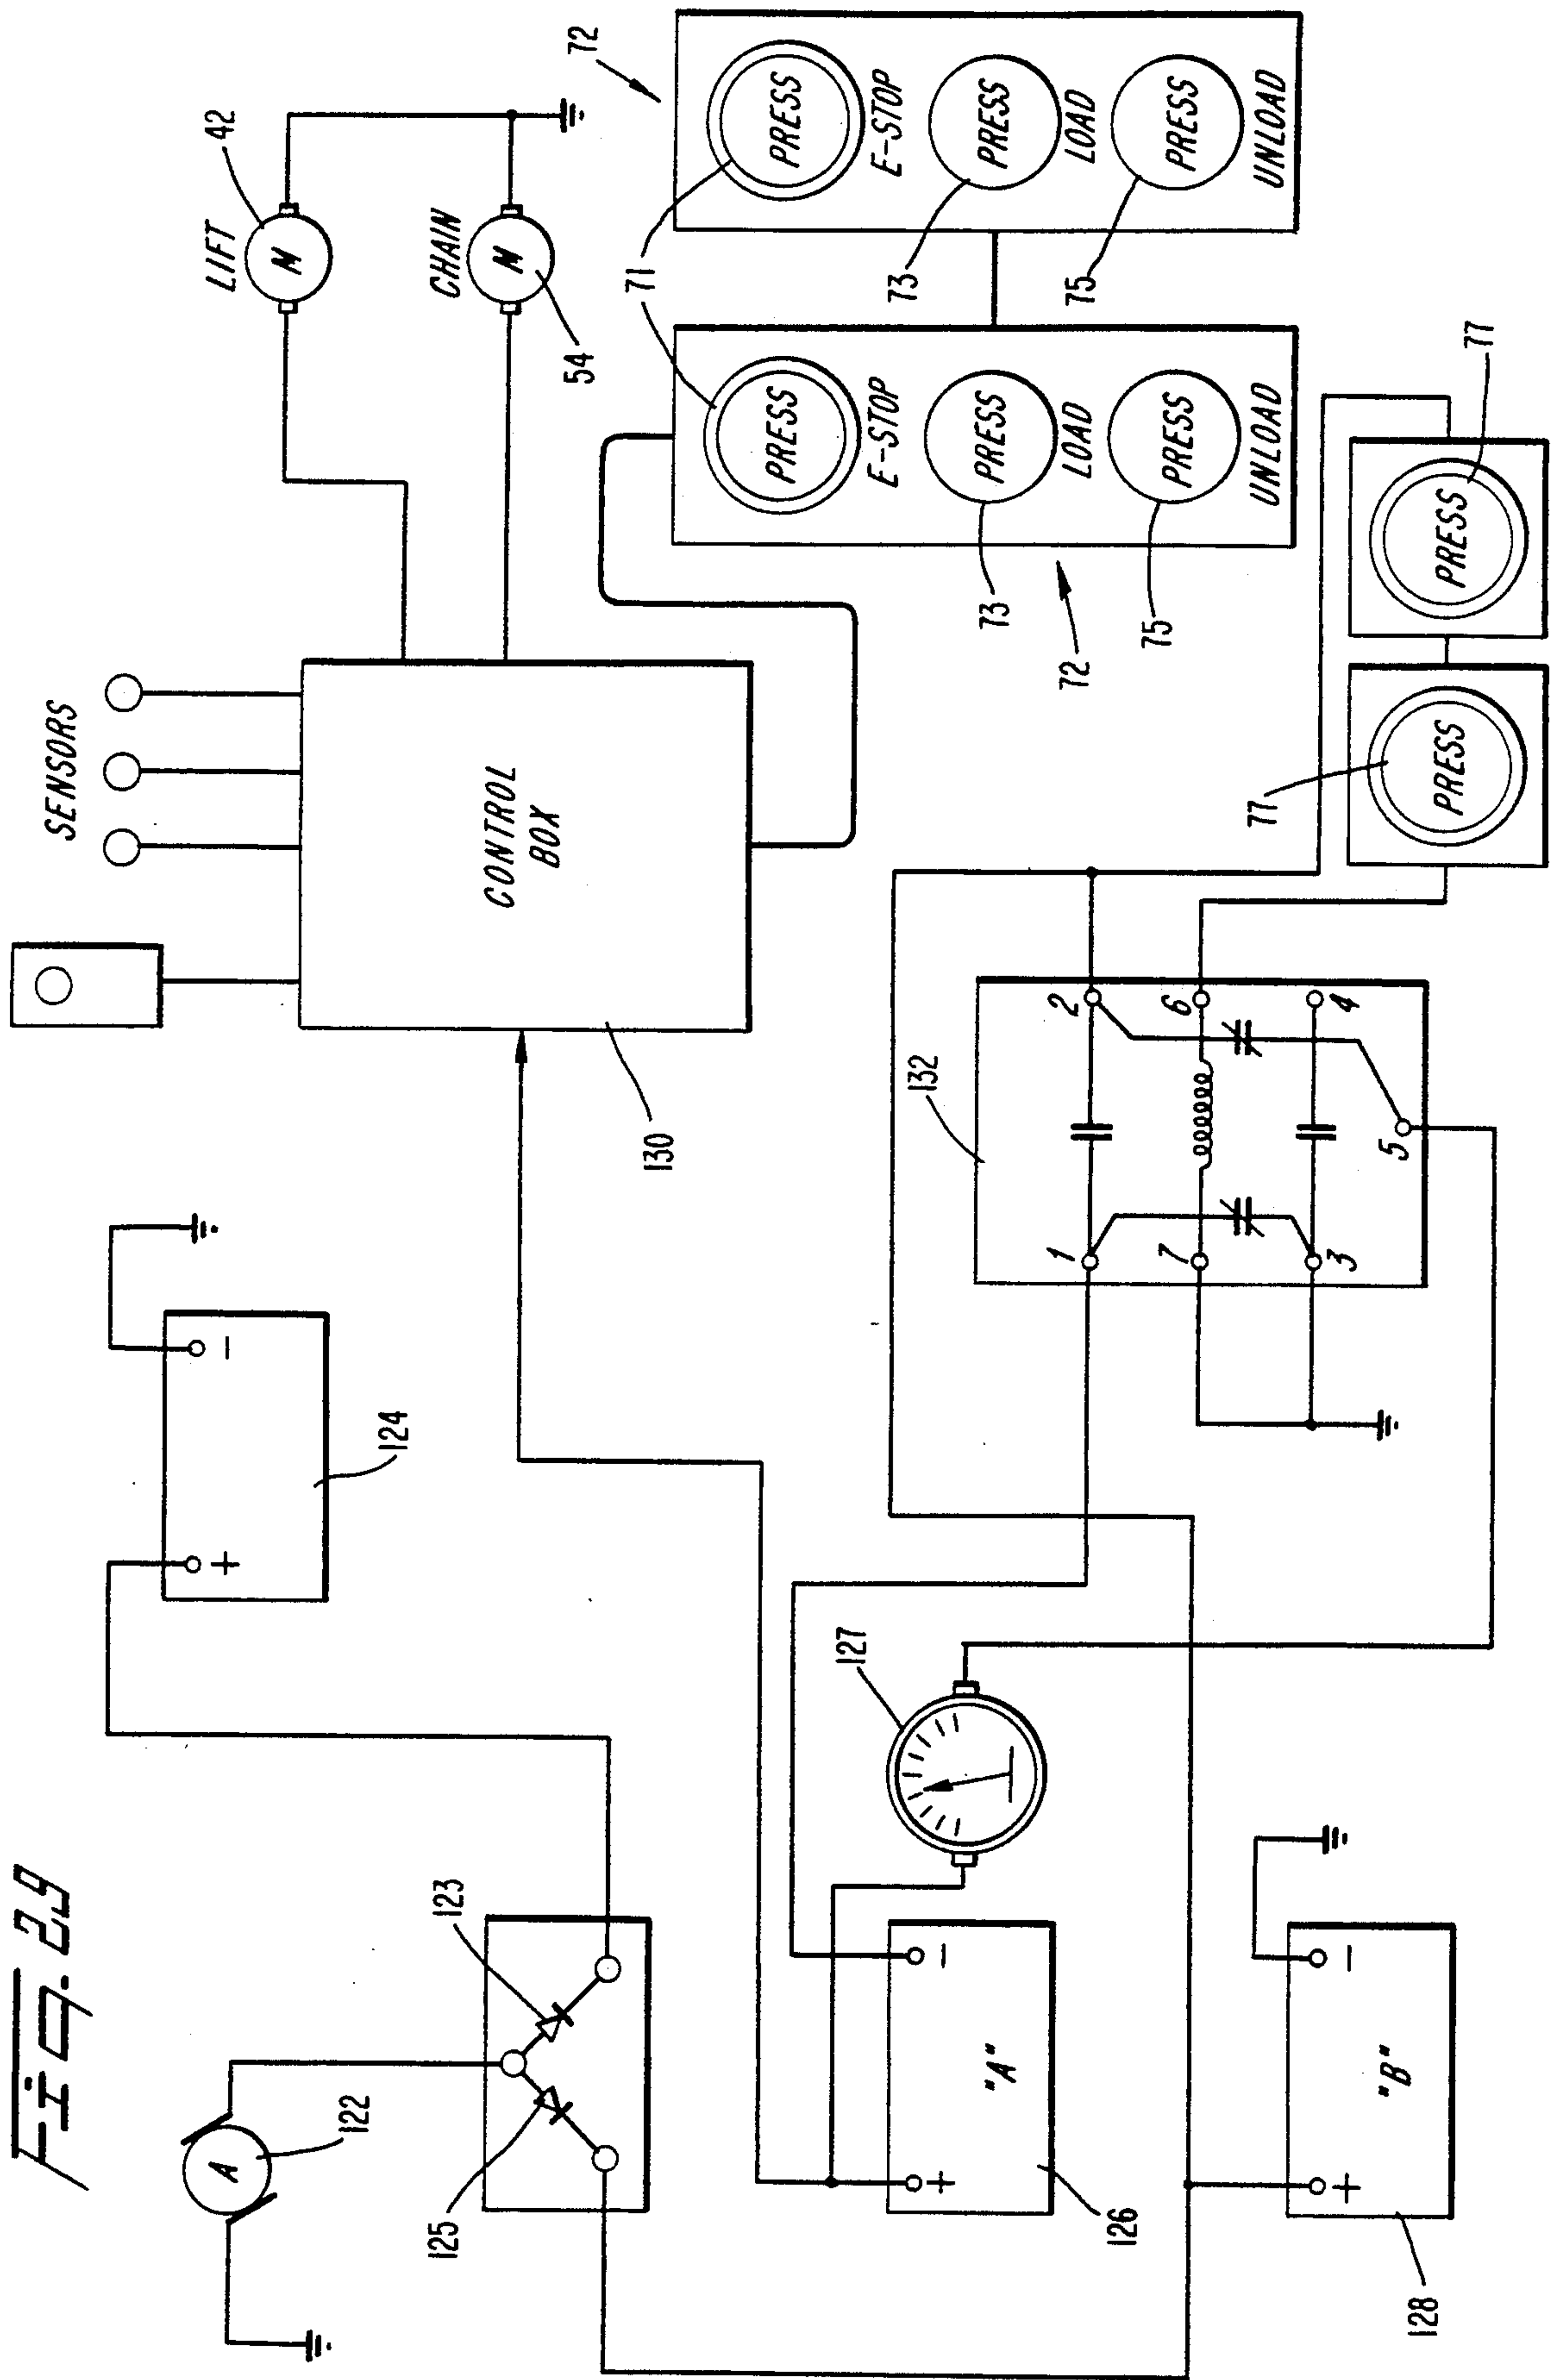 Fig. 29
A
122
125
123
+
-
124
SENSORS
CONTROL
BOX
130
LIFT
M
42
CHAIN
M
54
"A"
+
-
126
127
"B"
+
-
128
132
1
2
7
6
3
4
5
71
72
PRESS
E-STOP
73
PRESS
LOAD
75
PRESS
UNLOAD
72
PRESS
E-STOP
73
PRESS
LOAD
75
PRESS
UNLOAD
77
PRESS
77
PRESS